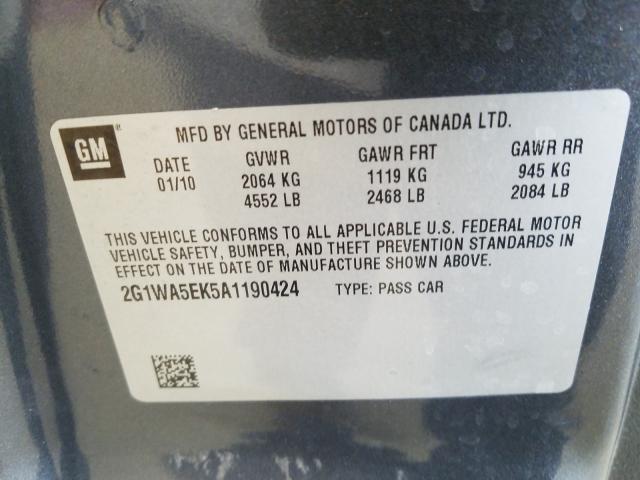 GM
MFD BY GENERAL MOTORS OF CANADA LTD.
DATE GVWR GAWR FRT GAWR RR
01/10 2064 KG 1119 KG 945 KG
4552 LB 2468 LB 2084 LB
THIS VEHICLE CONFORMS TO ALL APPLICABLE U.S. FEDERAL MOTOR
VEHICLE SAFETY, BUMPER, AND THEFT PREVENTION STANDARDS IN
EFFECT ON THE DATE OF MANUFACTURE SHOWN ABOVE.
2G1WA5EK5A1190424 TYPE: PASS CAR